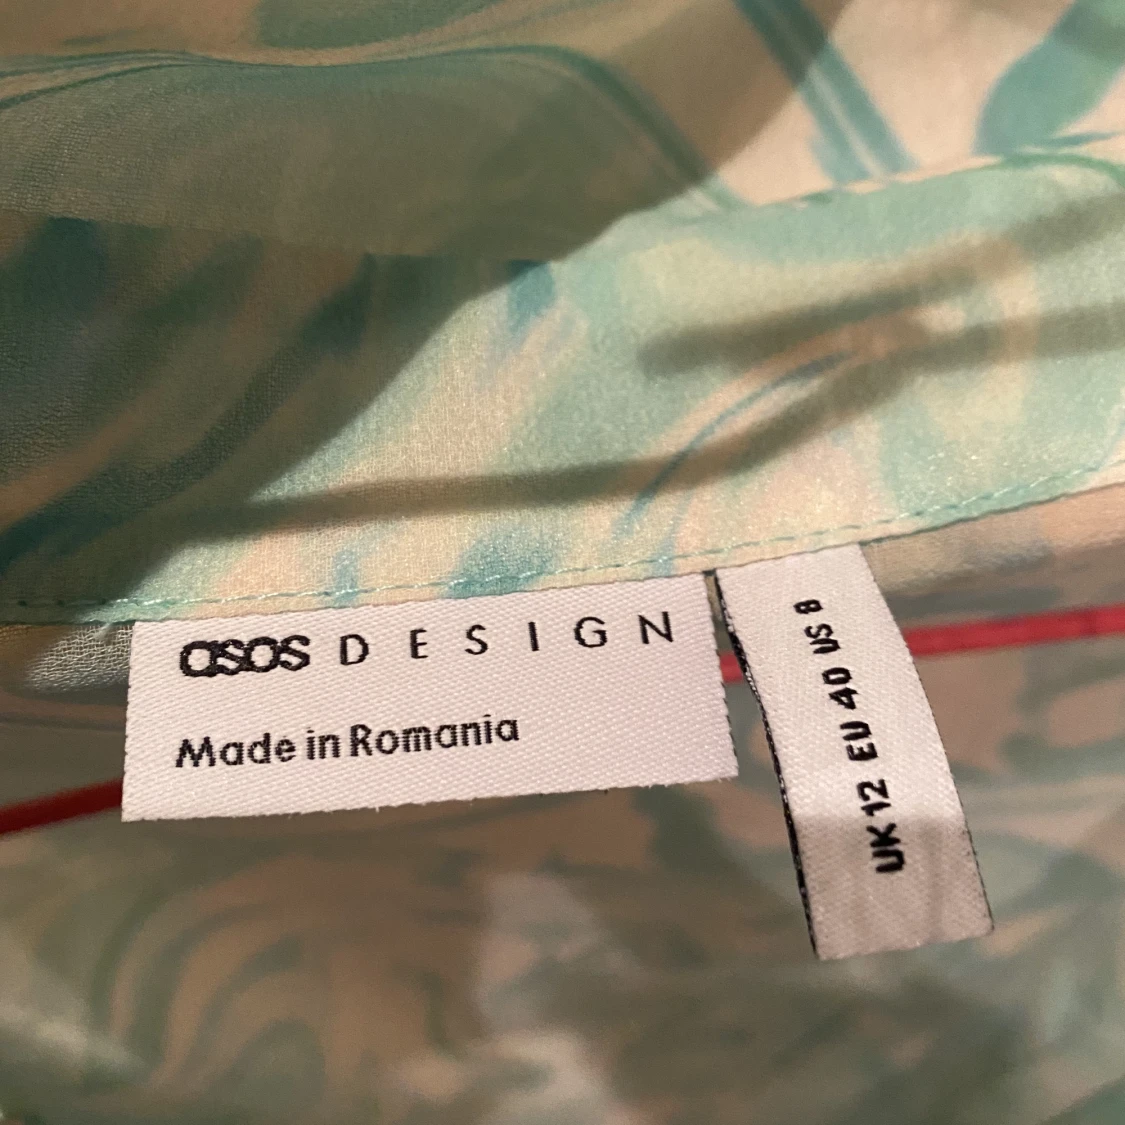 asos DESIGN
Made in Romania
UK 12 EU 40 US 8